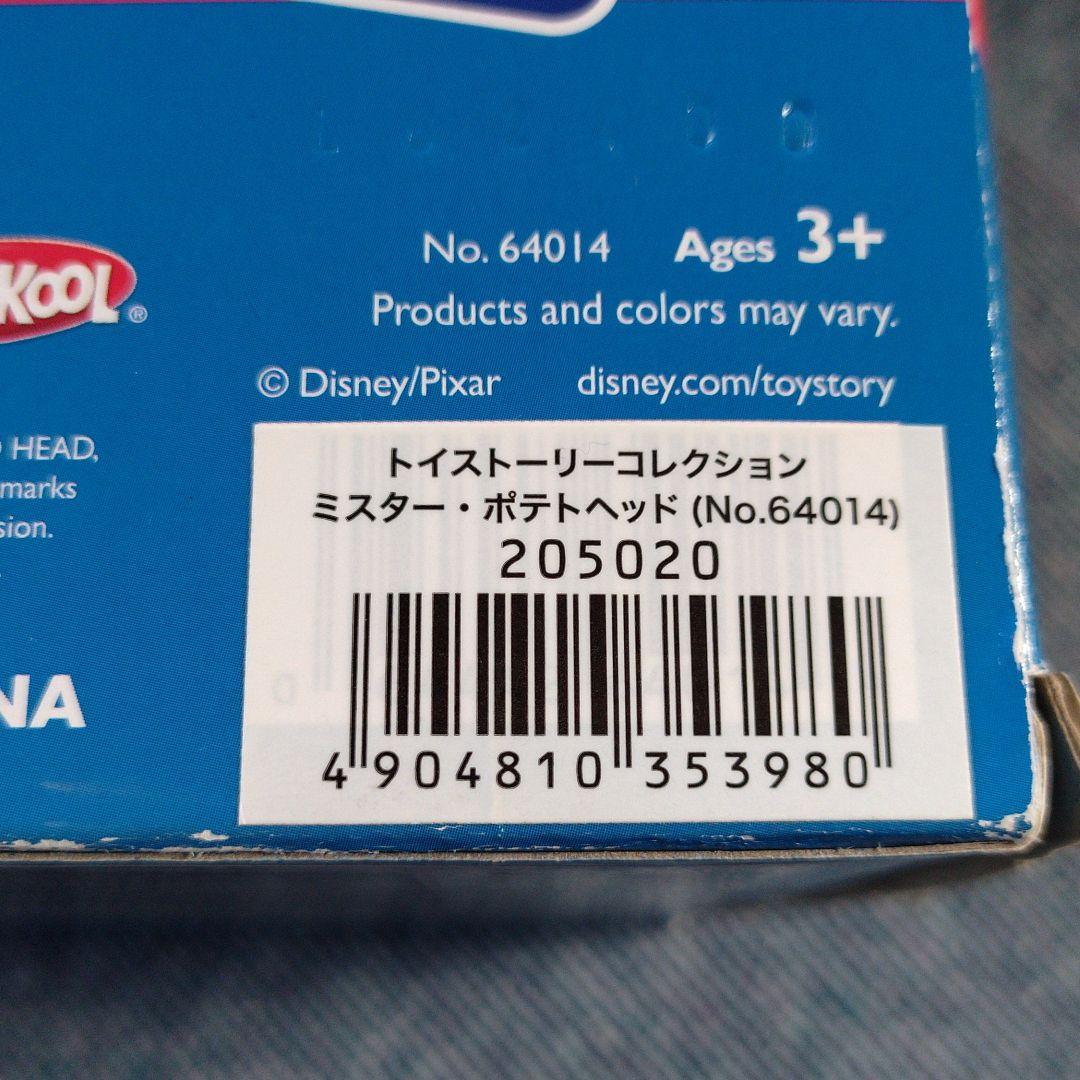 No. 64014 Ages 3+
KOOL®
Products and colors may vary.
© Disney/Pixar disney.com/toystory
HEAD,
marks
sion.
NA
トイストーリーコレクション
ミスター・ポテトヘッド (No.64014)
205020
4 904810 353980